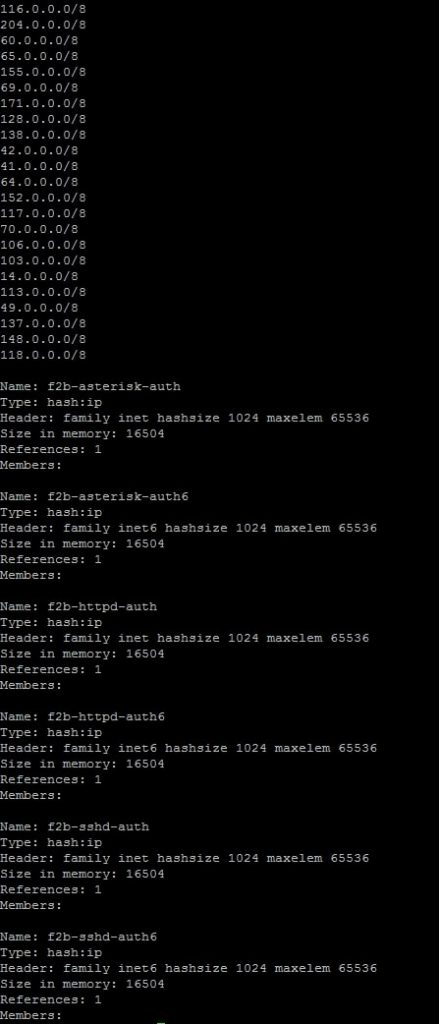 116.0.0.0/8
204.0.0.0/8
60.0.0.0/8
65.0.0.0/8
155.0.0.0/8
69.0.0.0/8
171.0.0.0/8
128.0.0.0/8
138.0.0.0/8
42.0.0.0/8
41.0.0.0/8
64.0.0.0/8
152.0.0.0/8
117.0.0.0/8
70.0.0.0/8
106.0.0.0/8
103.0.0.0/8
14.0.0.0/8
113.0.0.0/8
49.0.0.0/8
137.0.0.0/8
148.0.0.0/8
118.0.0.0/8

Name: f2b-asterisk-auth
Type: hash:ip
Header: family inet hashsize 1024 maxelem 65536
Size in memory: 16504
References: 1
Members:

Name: f2b-asterisk-auth6
Type: hash:ip
Header: family inet6 hashsize 1024 maxelem 65536
Size in memory: 16504
References: 1
Members:

Name: f2b-httpd-auth
Type: hash:ip
Header: family inet hashsize 1024 maxelem 65536
Size in memory: 16504
References: 1
Members:

Name: f2b-httpd-auth6
Type: hash:ip
Header: family inet6 hashsize 1024 maxelem 65536
Size in memory: 16504
References: 1
Members:

Name: f2b-sshd-auth
Type: hash:ip
Header: family inet hashsize 1024 maxelem 65536
Size in memory: 16504
References: 1
Members:

Name: f2b-sshd-auth6
Type: hash:ip
Header: family inet6 hashsize 1024 maxelem 65536
Size in memory: 16504
References: 1
Members: